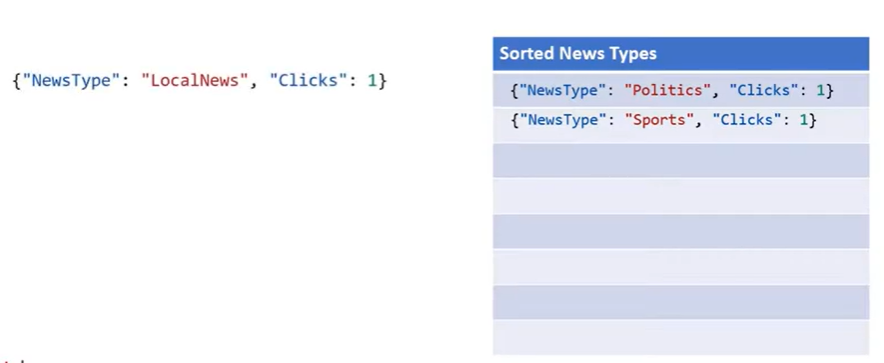 {"NewsType": "LocalNews", "Clicks": 1}
Sorted News Types
{"NewsType": "Politics", "Clicks": 1}
{"NewsType": "Sports", "Clicks": 1}